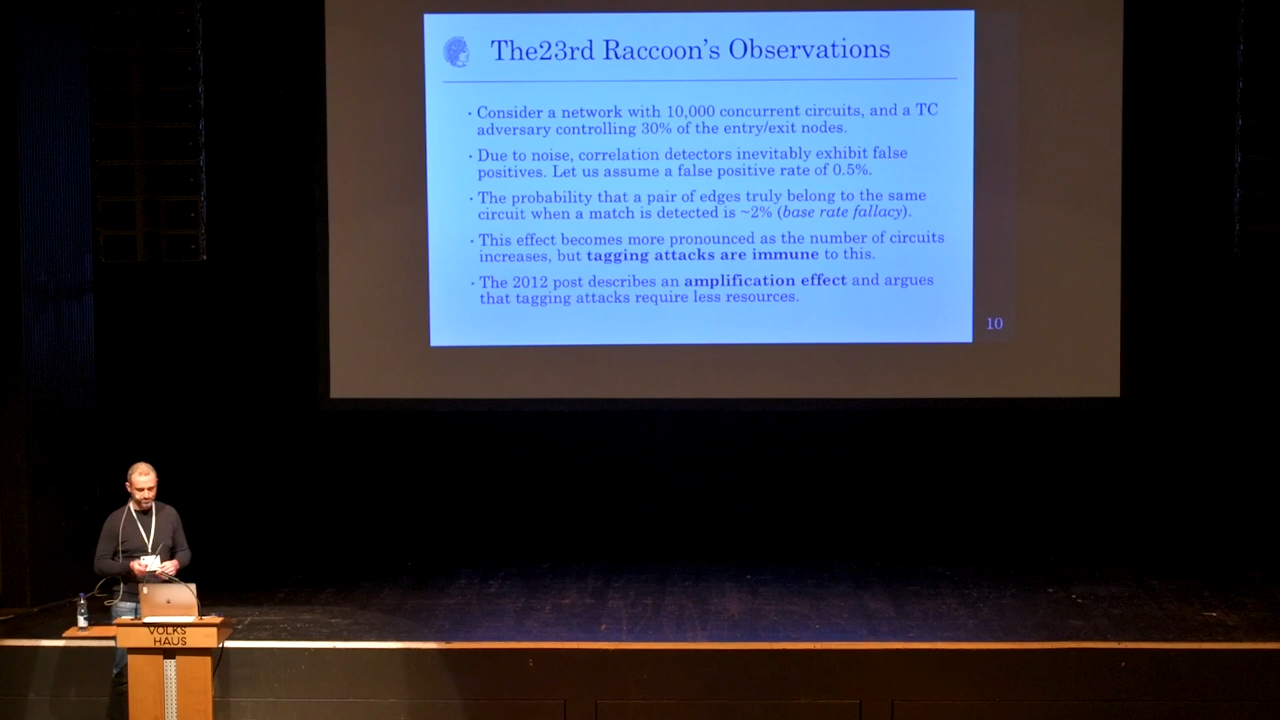 The23rd Raccoon's Observations
· Consider a network with 10,000 concurrent circuits, and a TC
adversary controlling 30% of the entry/exit nodes.
· Due to noise, correlation detectors inevitably exhibit false
positives. Let us assume a false positive rate of 0.5%.
· The probability that a pair of edges truly belong to the same
circuit when a match is detected is ~2% (base rate fallacy).
· This effect becomes more pronounced as the number of circuits
increases, but tagging attacks are immune to this.
· The 2012 post describes an amplification effect and argues
that tagging attacks require less resources.
10
VOLKS
HAUS